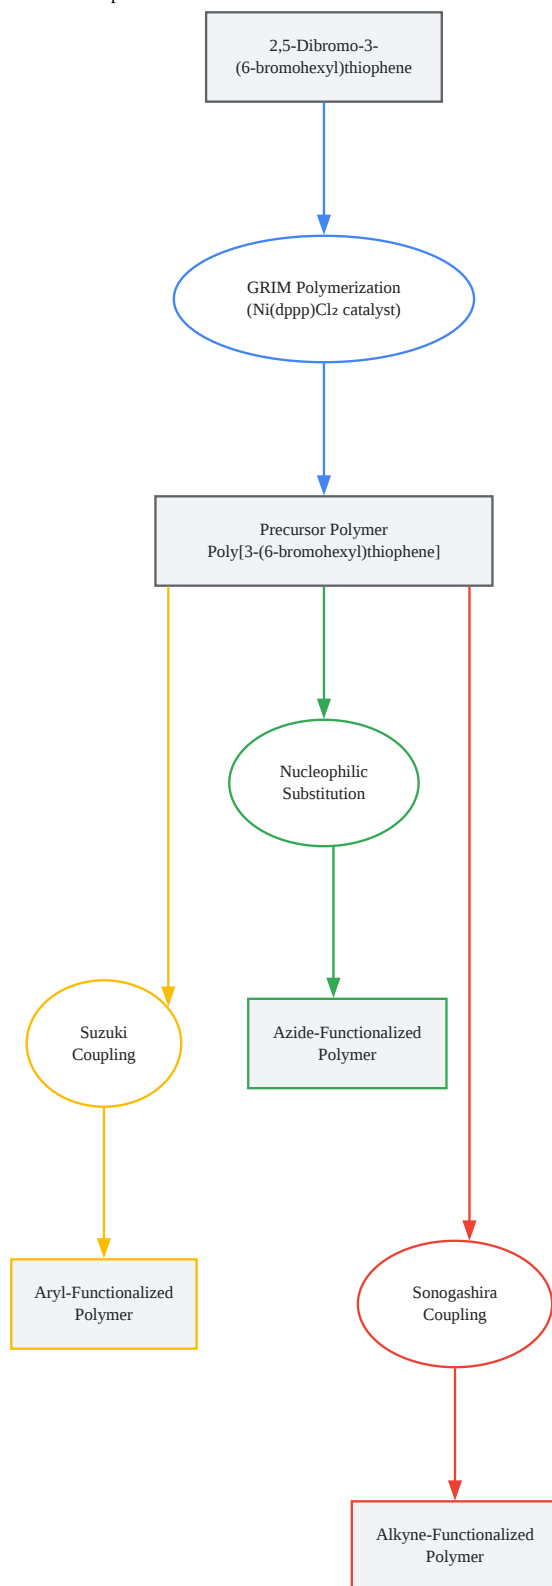 2,5-Dibromo-3-
(6-bromohexyl)thiophene
GRIM Polymerization
(Ni(dppp)Cl₂ catalyst)
Precursor Polymer
Poly[3-(6-bromohexyl)thiophene]
Nucleophilic
Substitution
Suzuki
Coupling
Azide-Functionalized
Polymer
Aryl-Functionalized
Polymer
Sonogashira
Coupling
Alkyne-Functionalized
Polymer